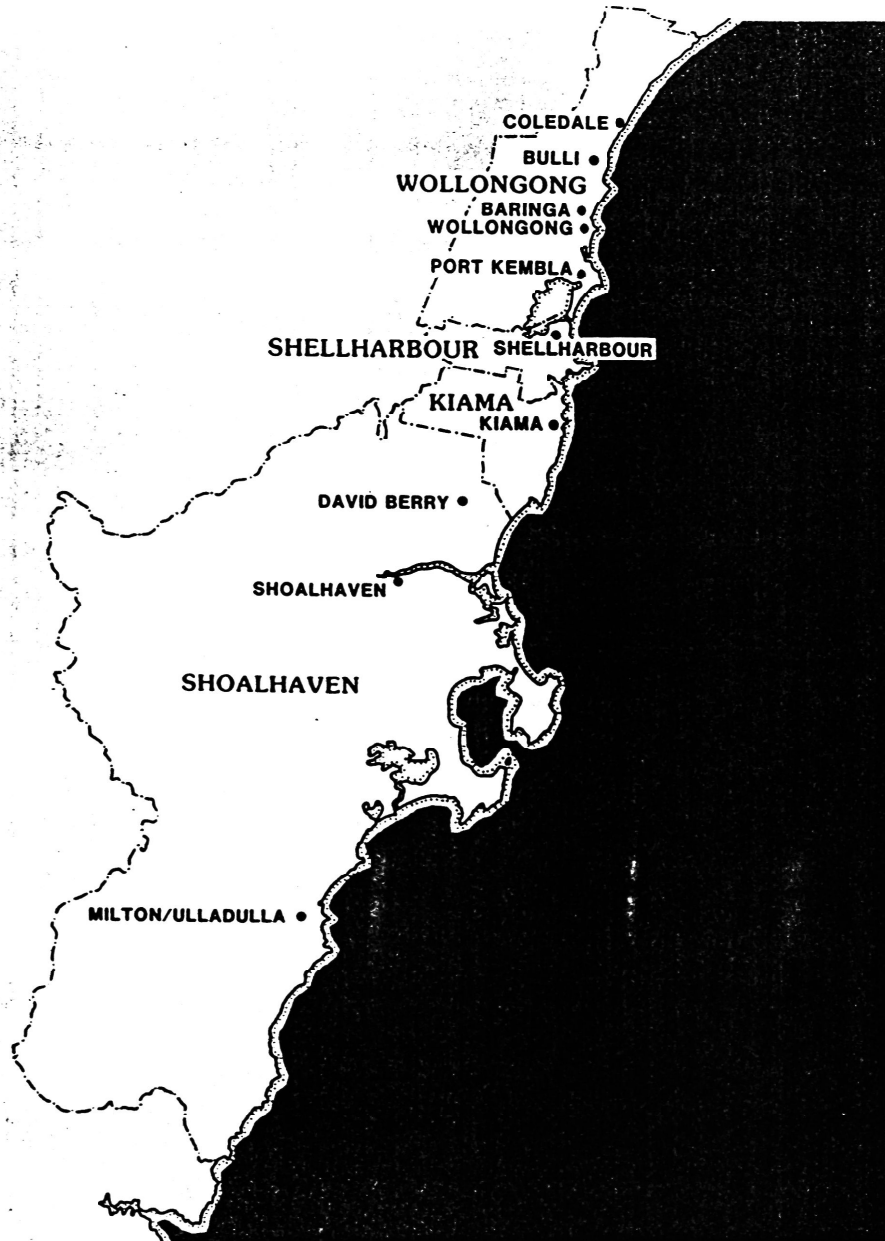 COLEDALE
BULLI
WOLLONGONG
BARINGA
WOLLONGONG
PORT KEMBLA
SHELLHARBOUR SHELLHARBOUR
KIAMA
KIAMA
DAVID BERRY
SHOALHAVEN
SHOALHAVEN
MILTON/ULLADULLA